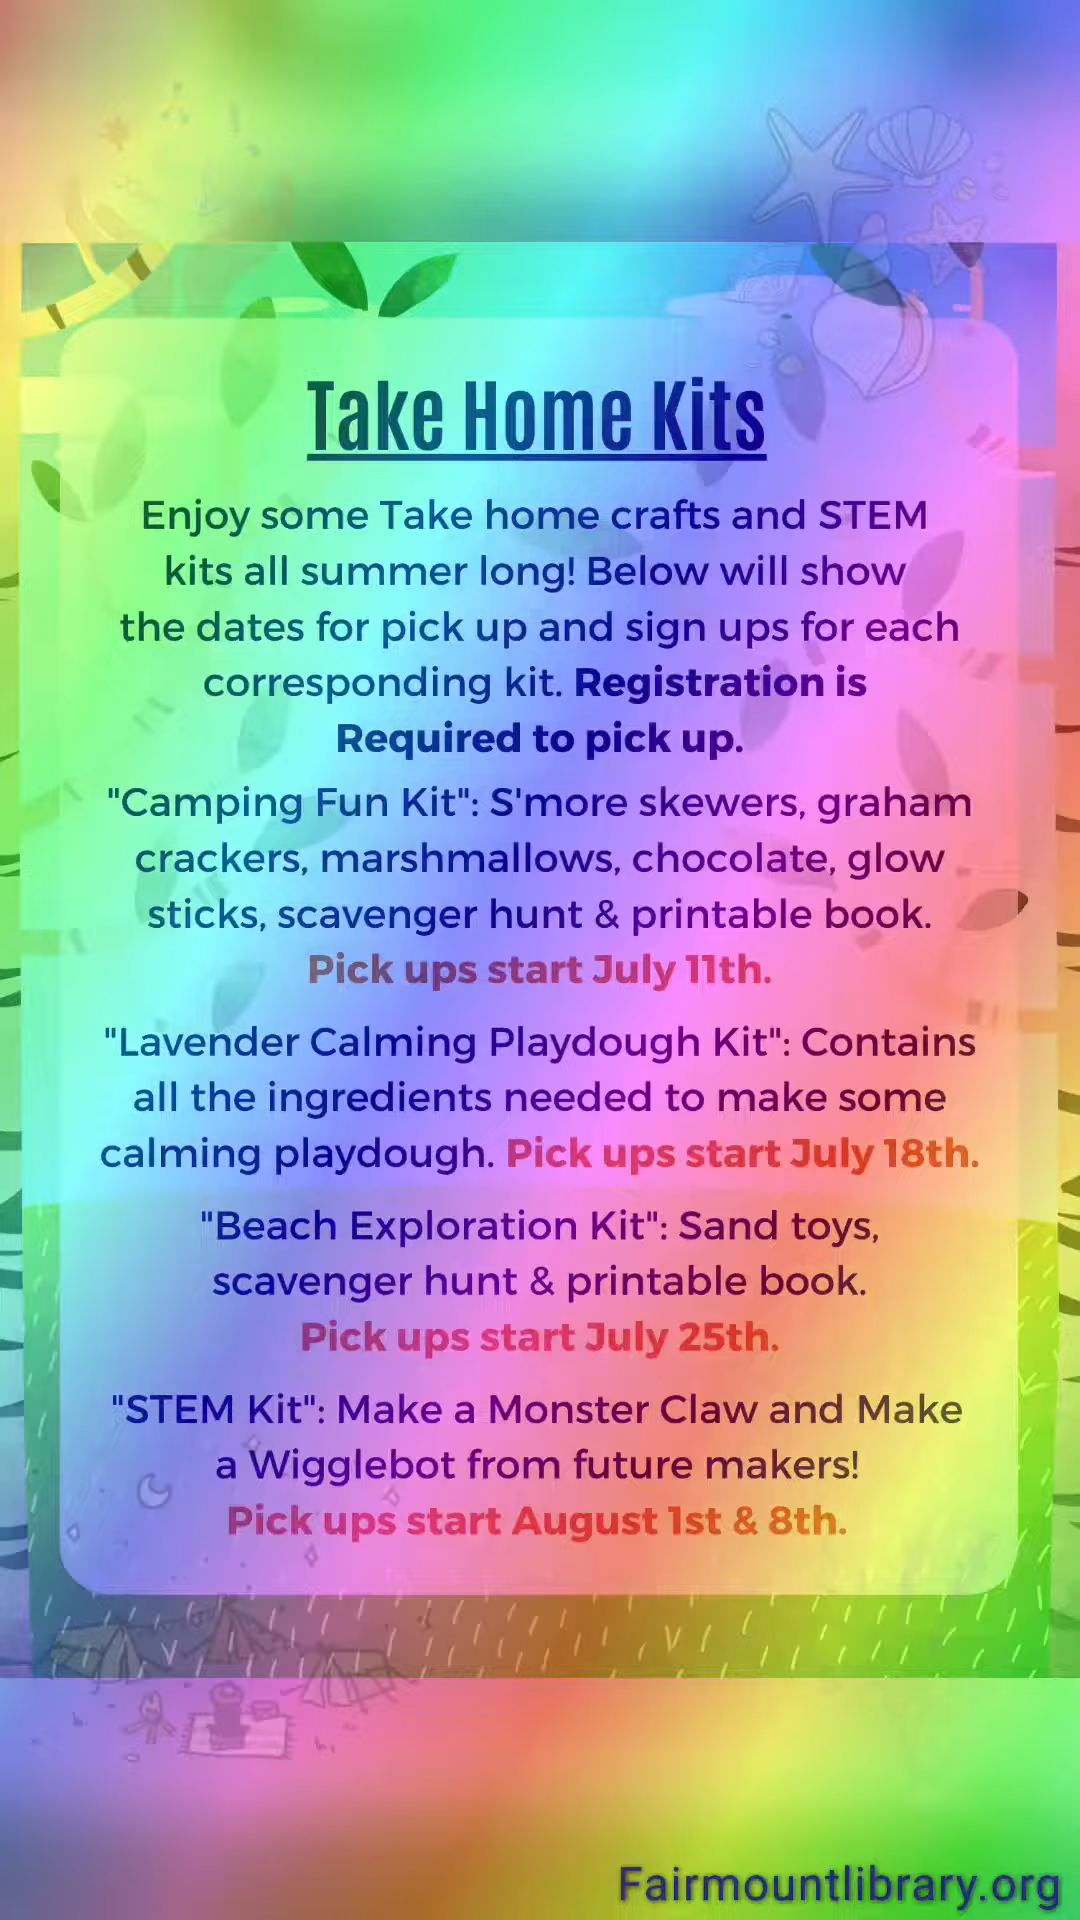 Take Home Kits
Enjoy some Take home crafts and STEM
kits all summer long! Below will show
the dates for pick up and sign ups for each
corresponding kit. Registration is
Required to pick up.
"Camping Fun Kit": S'more skewers, graham
crackers, marshmallows, chocolate, glow
sticks, scavenger hunt & printable book.
Pick ups start July 11th.
"Lavender Calming Playdough Kit": Contains
all the ingredients needed to make some
calming playdough. Pick ups start July 18th.
"Beach Exploration Kit": Sand toys,
scavenger hunt & printable book.
Pick ups start July 25th.
"STEM Kit": Make a Monster Claw and Make
a Wigglebot from future makers!
Pick ups start August 1st & 8th.
Fairmountlibrary.org